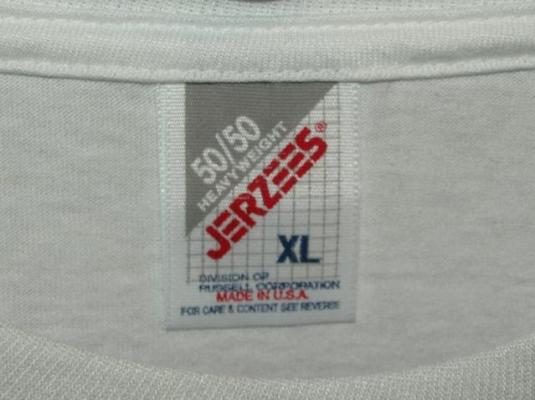 50/50
HEAVYWEIGHT
JERZEES®
XL
DIVISION OF
RUSSELL CORPORATION
MADE IN U.S.A.
FOR CARE & CONTENT SEE REVERSE